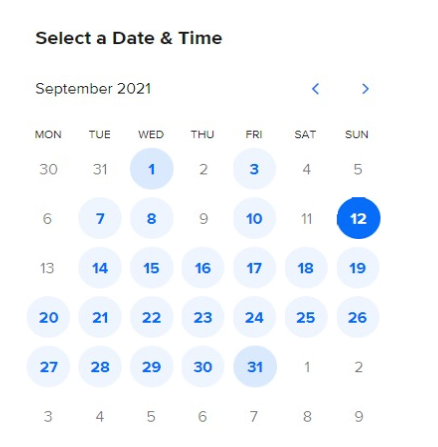 Select a Date & Time
September 2021
MON TUE WED THU FRI SAT SUN
30 31 1 2 3 4 5
6 7 8 9 10 11 12
13 14 15 16 17 18 19
20 21 22 23 24 25 26
27 28 29 30 31 1 2
3 4 5 6 7 8 9